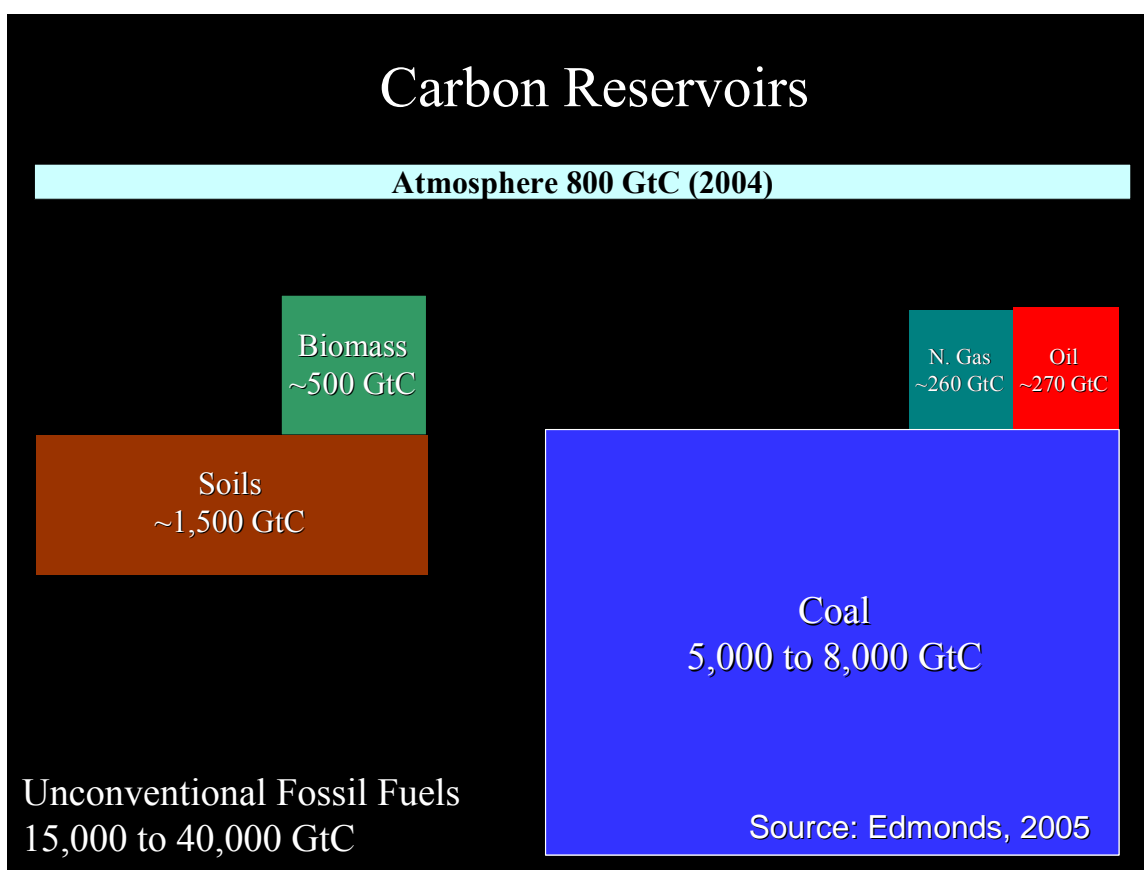 Carbon Reservoirs
Atmosphere 800 GtC (2004)
Biomass
~500 GtC
N. Gas
~260 GtC
Oil
~270 GtC
Soils
~1,500 GtC
Coal
5,000 to 8,000 GtC
Unconventional Fossil Fuels
15,000 to 40,000 GtC
Source: Edmonds, 2005